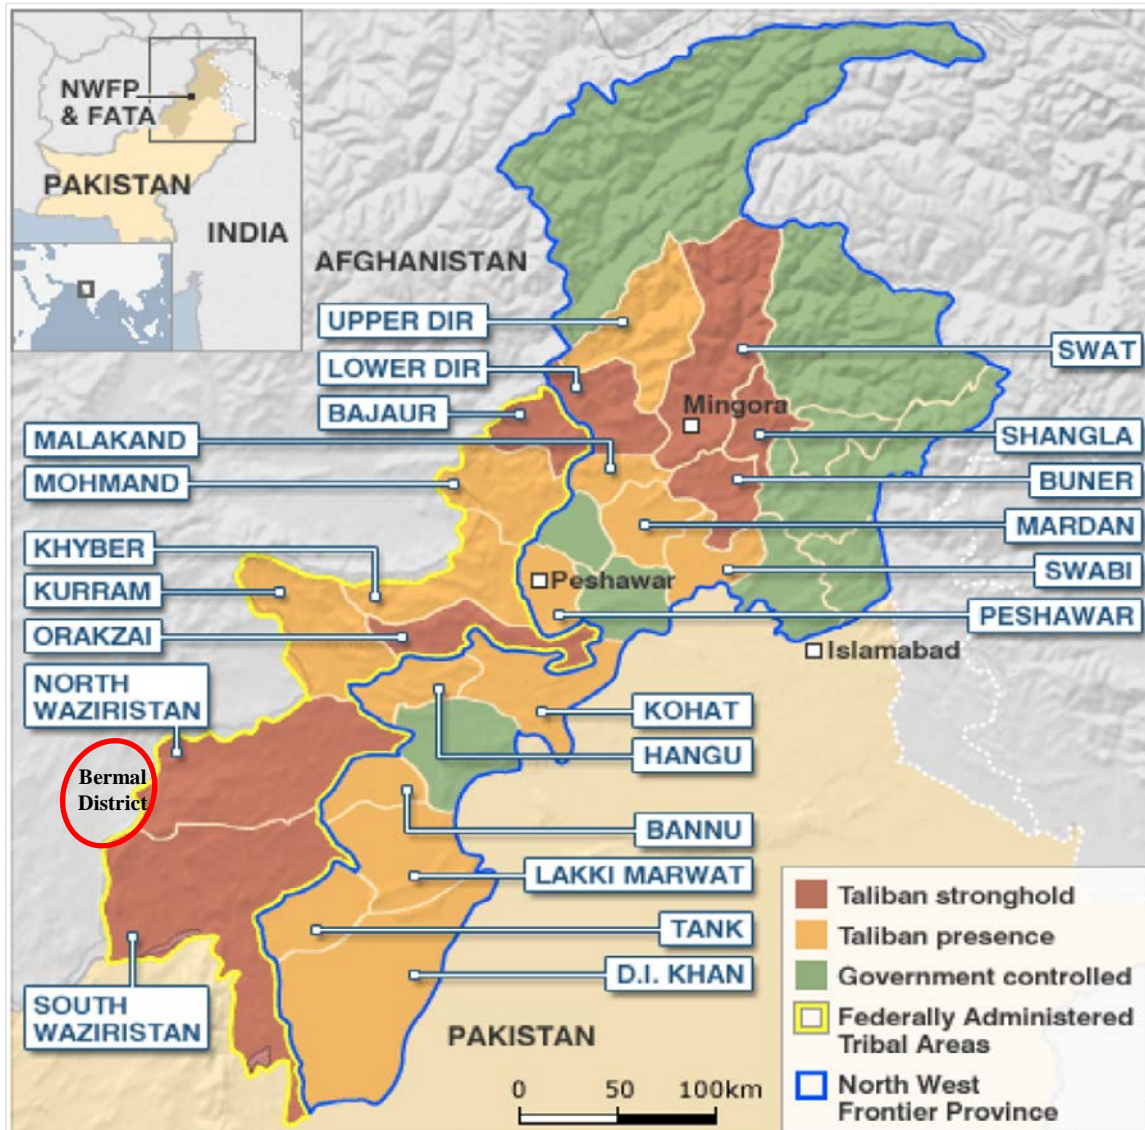 NWFP
& FATA
PAKISTAN
INDIA
AFGHANISTAN
UPPER DIR
LOWER DIR
BAJAUR
MALAKAND
MOHMAND
KHYBER
KURRAM
ORAKZAI
NORTH
WAZIRISTAN
Bermal
District
SOUTH
WAZIRISTAN
Mingora
Peshawar
Islamabad
SWAT
SHANGLA
BUNER
MARDAN
SWABI
PESHAWAR
KOHAT
HANGU
BANNU
LAKKI MARWAT
TANK
D.I. KHAN
PAKISTAN
0 50 100km
Taliban stronghold
Taliban presence
Government controlled
Federally Administered
Tribal Areas
North West
Frontier Province